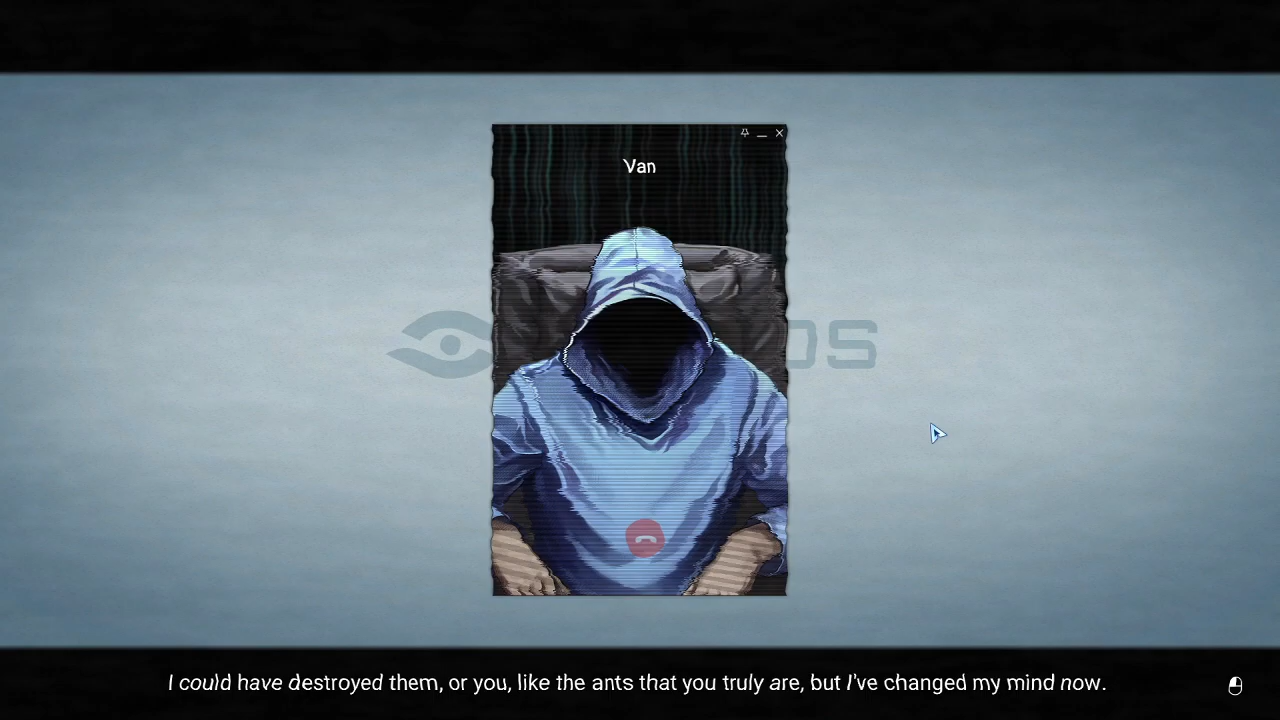 Van
OS
I could have destroyed them, or you, like the ants that you truly are, but I've changed my mind now.